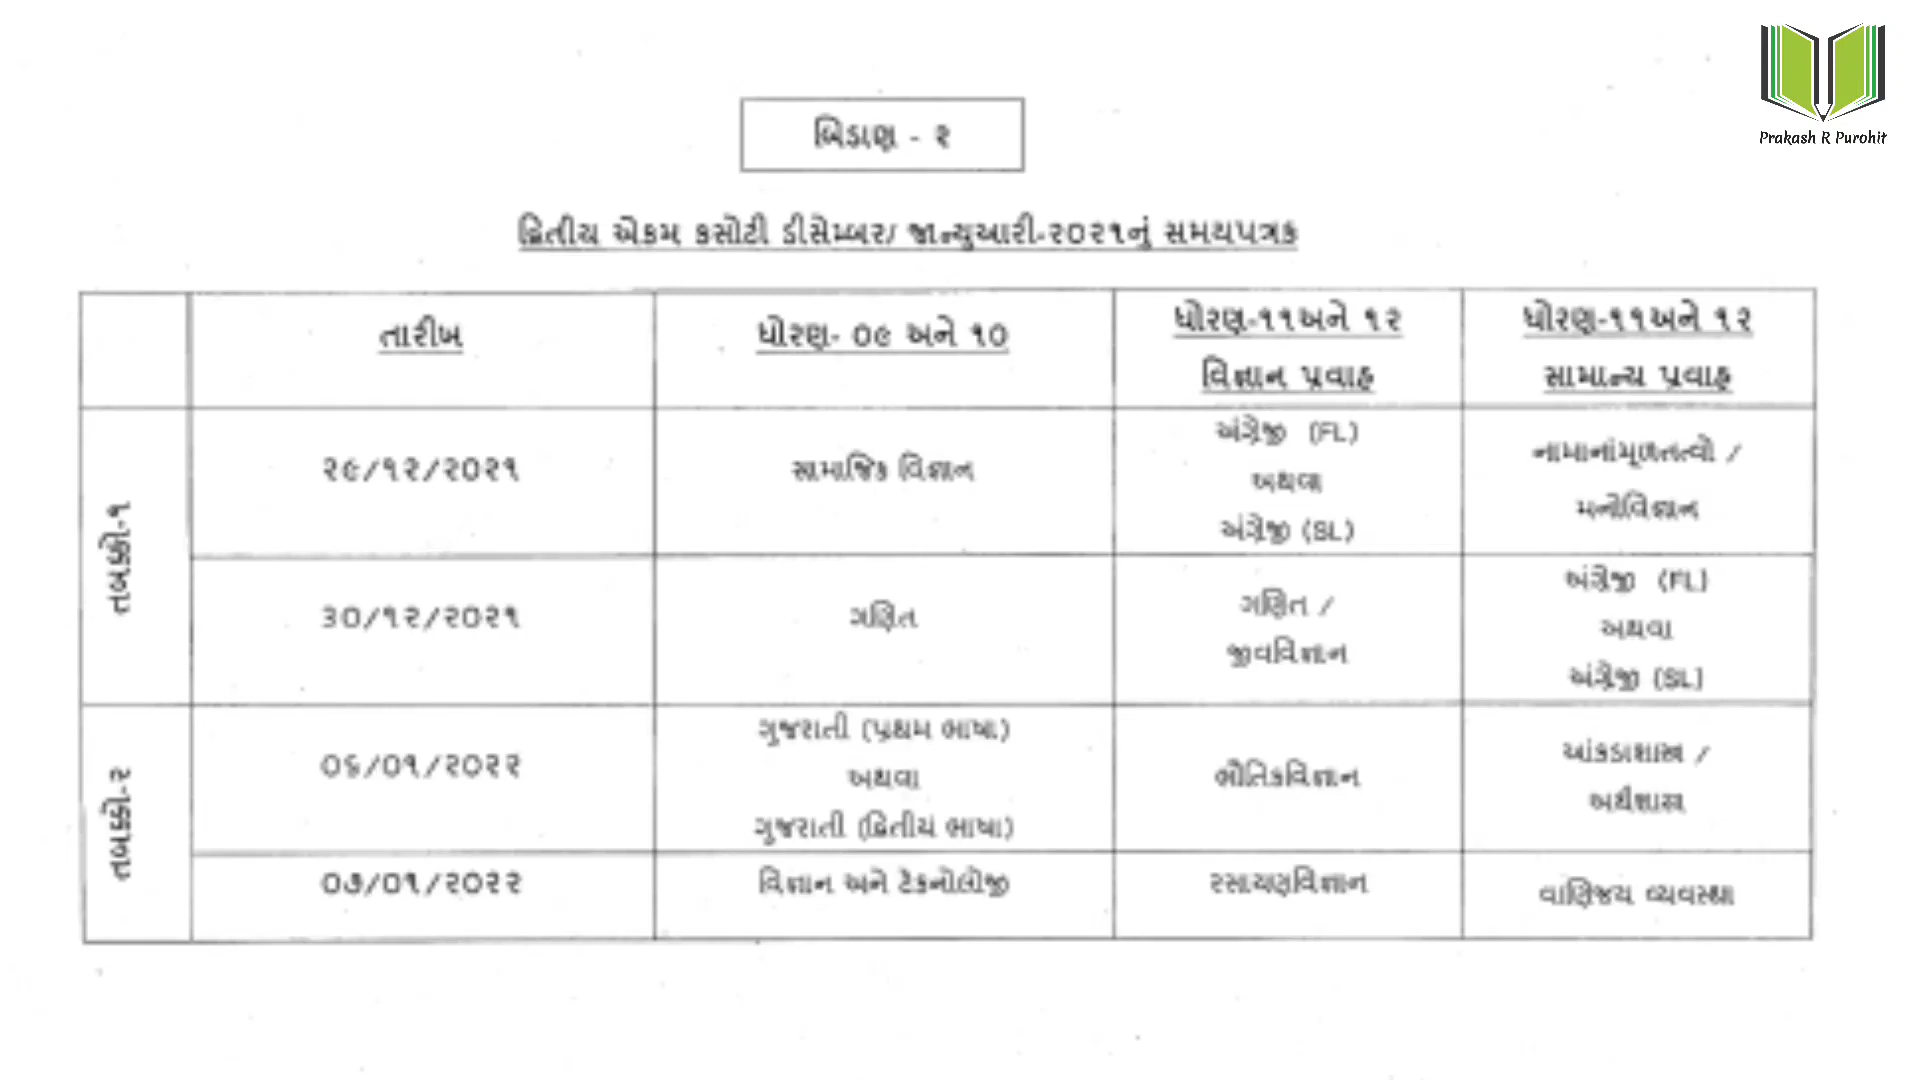 Prakash R Purohit
બિડાણ - ૨
દ્વિતીય એકમ કસોટી ડીસેમ્બર/ જાન્યુઆરી-૨૦૨૧નું સમયપત્રક
તારીખ
ધોરણ- ૦૯ અને ૧૦
ધોરણ-૧૧અને ૧૨
વિજ્ઞાન પ્રવાહ
ધોરણ-૧૧અને ૧૨
સામાન્ય પ્રવાહ
તબક્કો-૧
૨૯/૧૨/૨૦૨૧
સામાજિક વિજ્ઞાન
અંગ્રેજી (FL)
અથવા
અંગ્રેજી (SL)
નામાનાંમૂળતત્વો /
મનોવિજ્ઞાન
૩૦/૧૨/૨૦૨૧
ગણિત
ગણિત /
જીવવિજ્ઞાન
અંગ્રેજી (FL)
અથવા
અંગ્રેજી (SL)
તબક્કો-૨
૦૬/૦૧/૨૦૨૨
ગુજરાતી (પ્રથમ ભાષા)
અથવા
ગુજરાતી (દ્વિતીય ભાષા)
ભૌતિકવિજ્ઞાન
આંકડાશાસ્ત્ર /
અર્થશાસ્ત્ર
૦૭/૦૧/૨૦૨૨
વિજ્ઞાન અને ટેકનોલોજી
રસાયણવિજ્ઞાન
વાણિજય વ્યવસ્થા